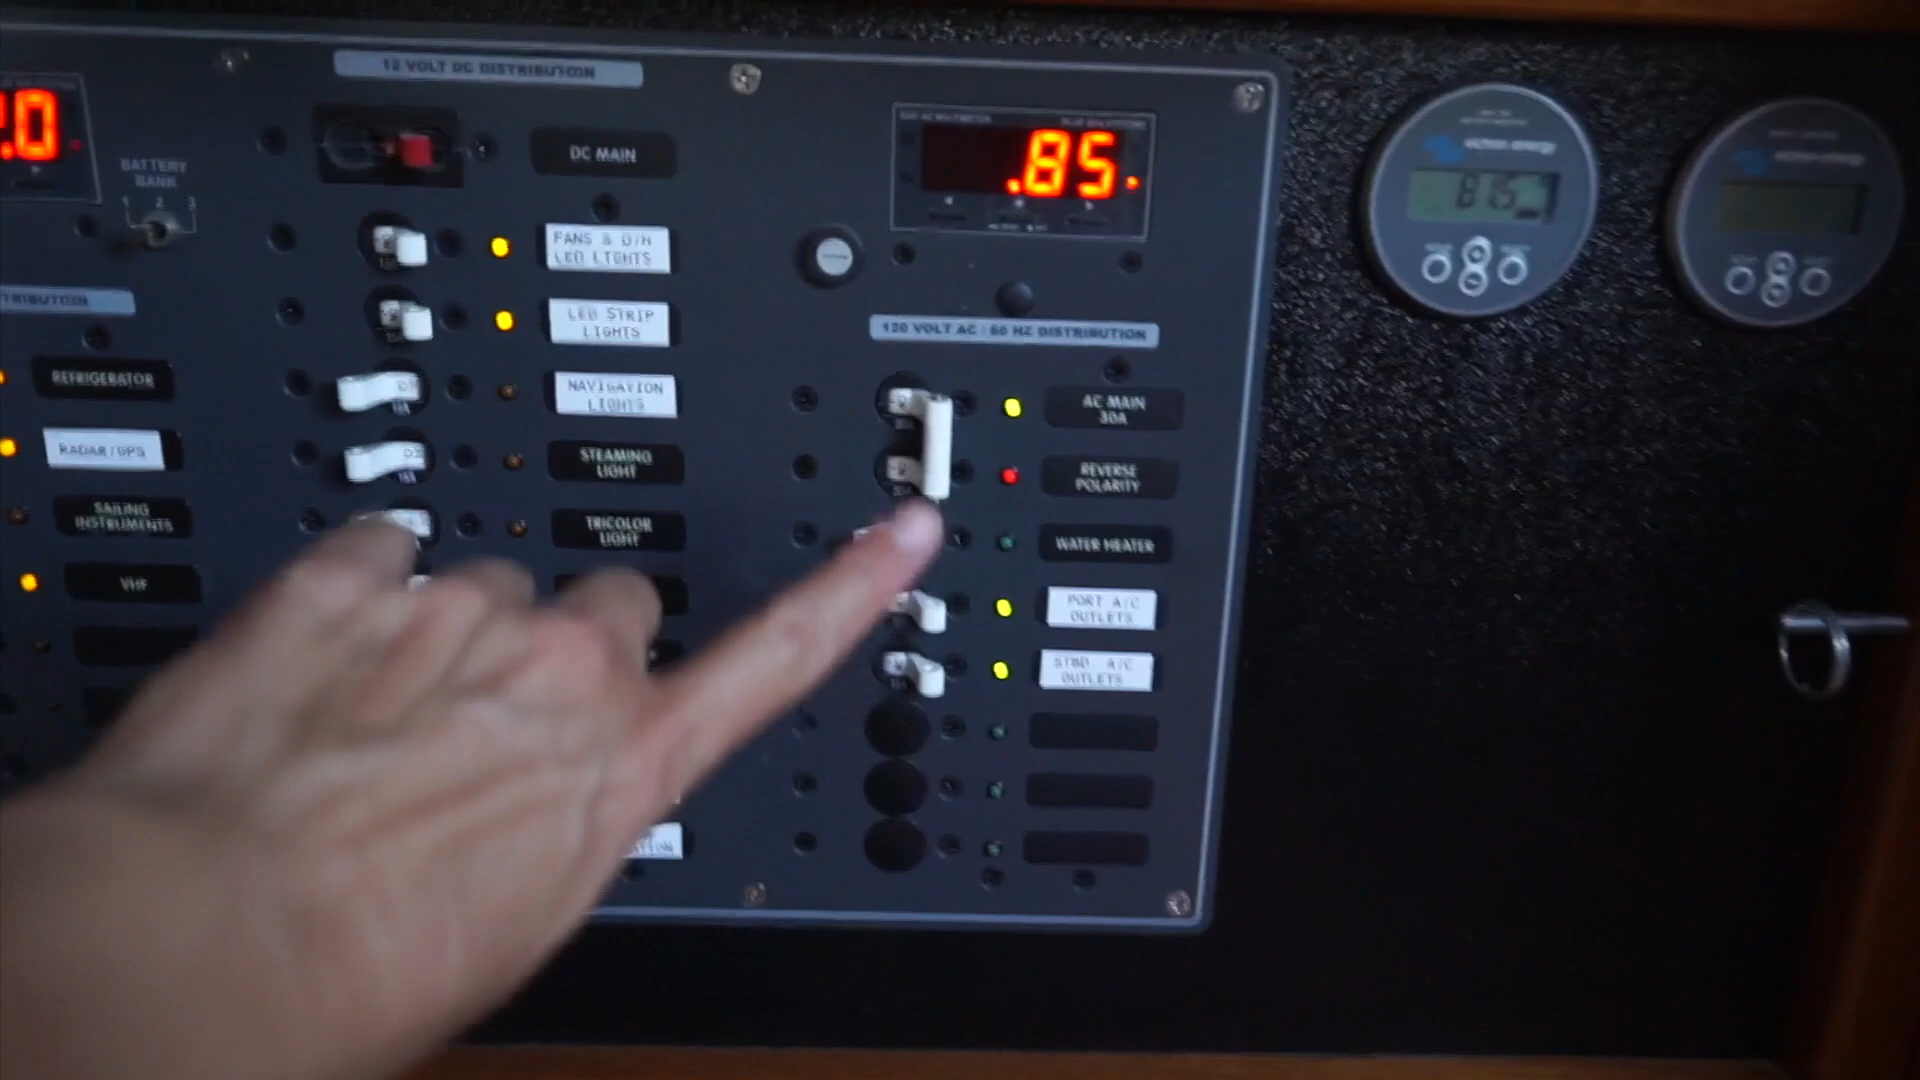 12 VOLT DC DISTRIBUTION
.0
BATTERY
BANK
1 2 3
DC MAIN
FANS & D/H
LED LIGHTS
LED STRIP
LIGHTS
NAVIGATION
LIGHTS
STEAMING
LIGHT
TRICOLOR
LIGHT
TRIBUTION
REFRIGERATOR
RADAR/GPS
SAILING
INSTRUMENTS
VHF
.85.
120 VOLT AC / 60 HZ DISTRIBUTION
AC MAIN
30A
REVERSE
POLARITY
WATER HEATER
PORT A/C
OUTLETS
STBD. A/C
OUTLETS
victron energy
victron energy